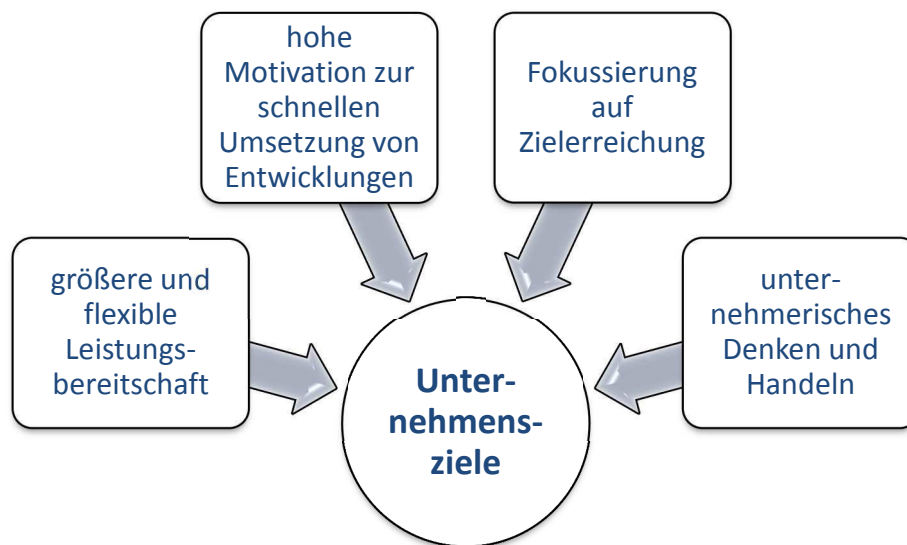 hohe
Motivation zur
schnellen
Umsetzung von
Entwicklungen
Fokussierung
auf
Zielerreichung
größere und
flexible
Leistungs-
bereitschaft
unter-
nehmerisches
Denken und
Handeln
Unter-
nehmens-
ziele